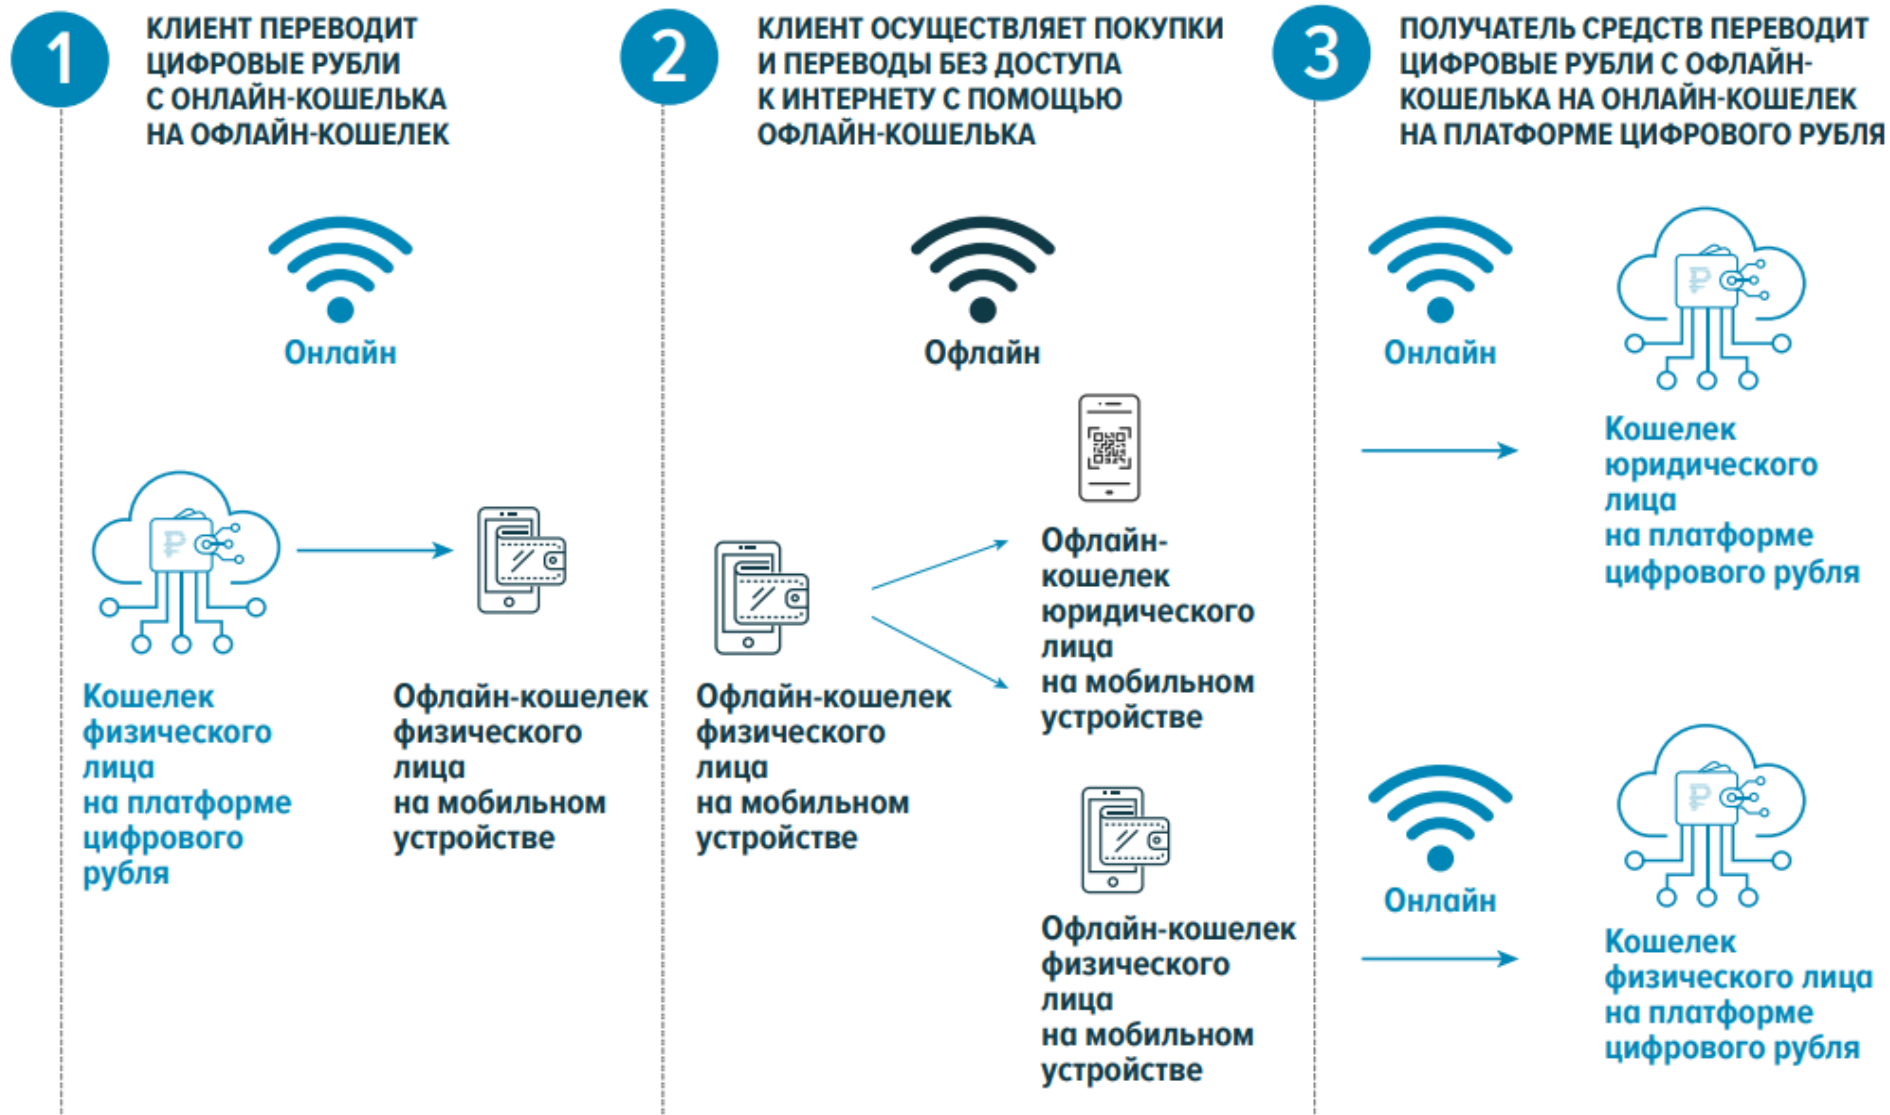 1
КЛИЕНТ ПЕРЕВОДИТ
ЦИФРОВЫЕ РУБЛИ
С ОНЛАЙН-КОШЕЛЬКА
НА ОФЛАЙН-КОШЕЛЕК
Онлайн
Кошелек
физического
лица
на платформе
цифрового
рубля
Офлайн-кошелек
физического
лица
на мобильном
устройстве
2
КЛИЕНТ ОСУЩЕСТВЛЯЕТ ПОКУПКИ
И ПЕРЕВОДЫ БЕЗ ДОСТУПА
К ИНТЕРНЕТУ С ПОМОЩЬЮ
ОФЛАЙН-КОШЕЛЬКА
Офлайн
Офлайн-кошелек
физического
лица
на мобильном
устройстве
Офлайн-
кошелек
юридического
лица
на мобильном
устройстве
Офлайн-кошелек
физического
лица
на мобильном
устройстве
3
ПОЛУЧАТЕЛЬ СРЕДСТВ ПЕРЕВОДИТ
ЦИФРОВЫЕ РУБЛИ С ОФЛАЙН-
КОШЕЛЬКА НА ОНЛАЙН-КОШЕЛЕК
НА ПЛАТФОРМЕ ЦИФРОВОГО РУБЛЯ
Онлайн
Кошелек
юридического
лица
на платформе
цифрового рубля
Онлайн
Кошелек
физического лица
на платформе
цифрового рубля